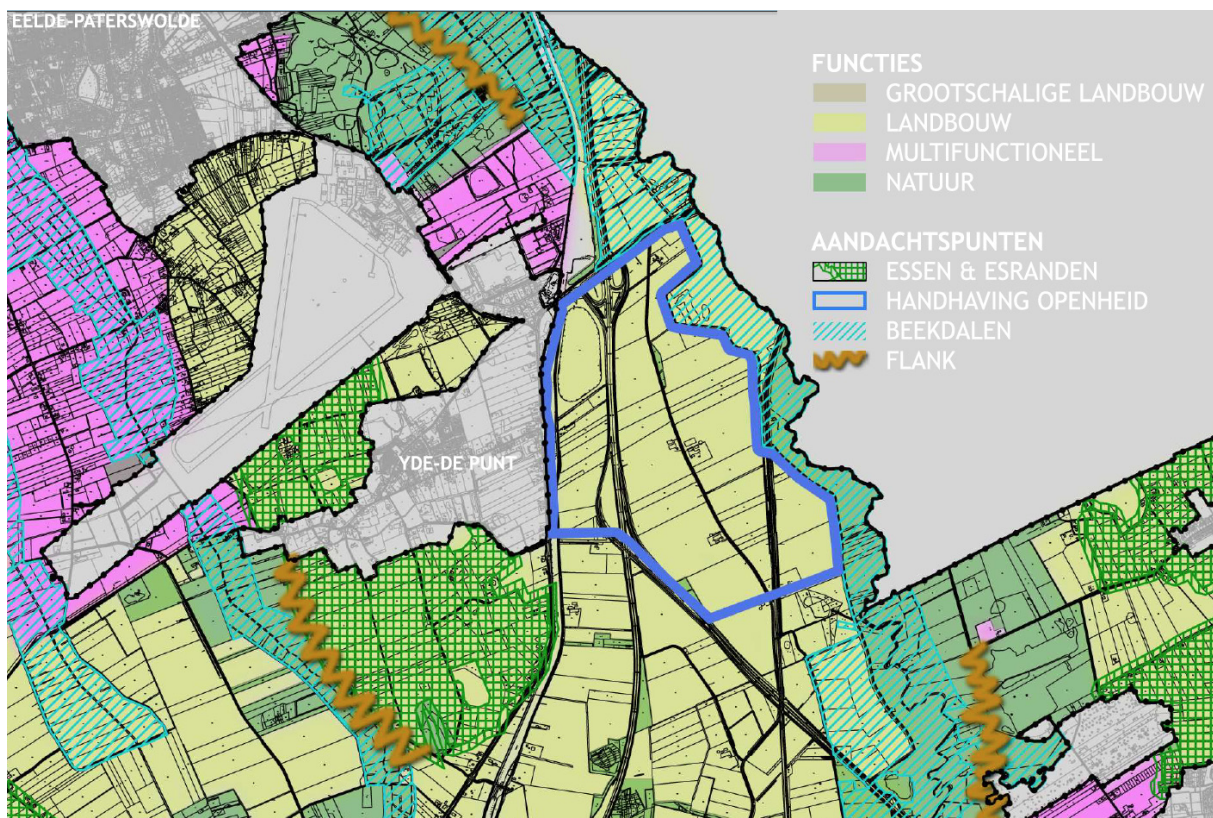 EELDE-PATERSWOLDE
FUNCTIES
GROOTSCHALIGE LANDBOUW
LANDBOUW
MULTIFUNCTIONEEL
NATUUR
AANDACHTSPUNTEN
ESSEN & ESRANDEN
HANDHAVING OPENHEID
BEEKDALEN
FLANK
YDE-DE PUNT